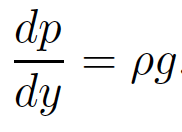 dp/dy = ρg.